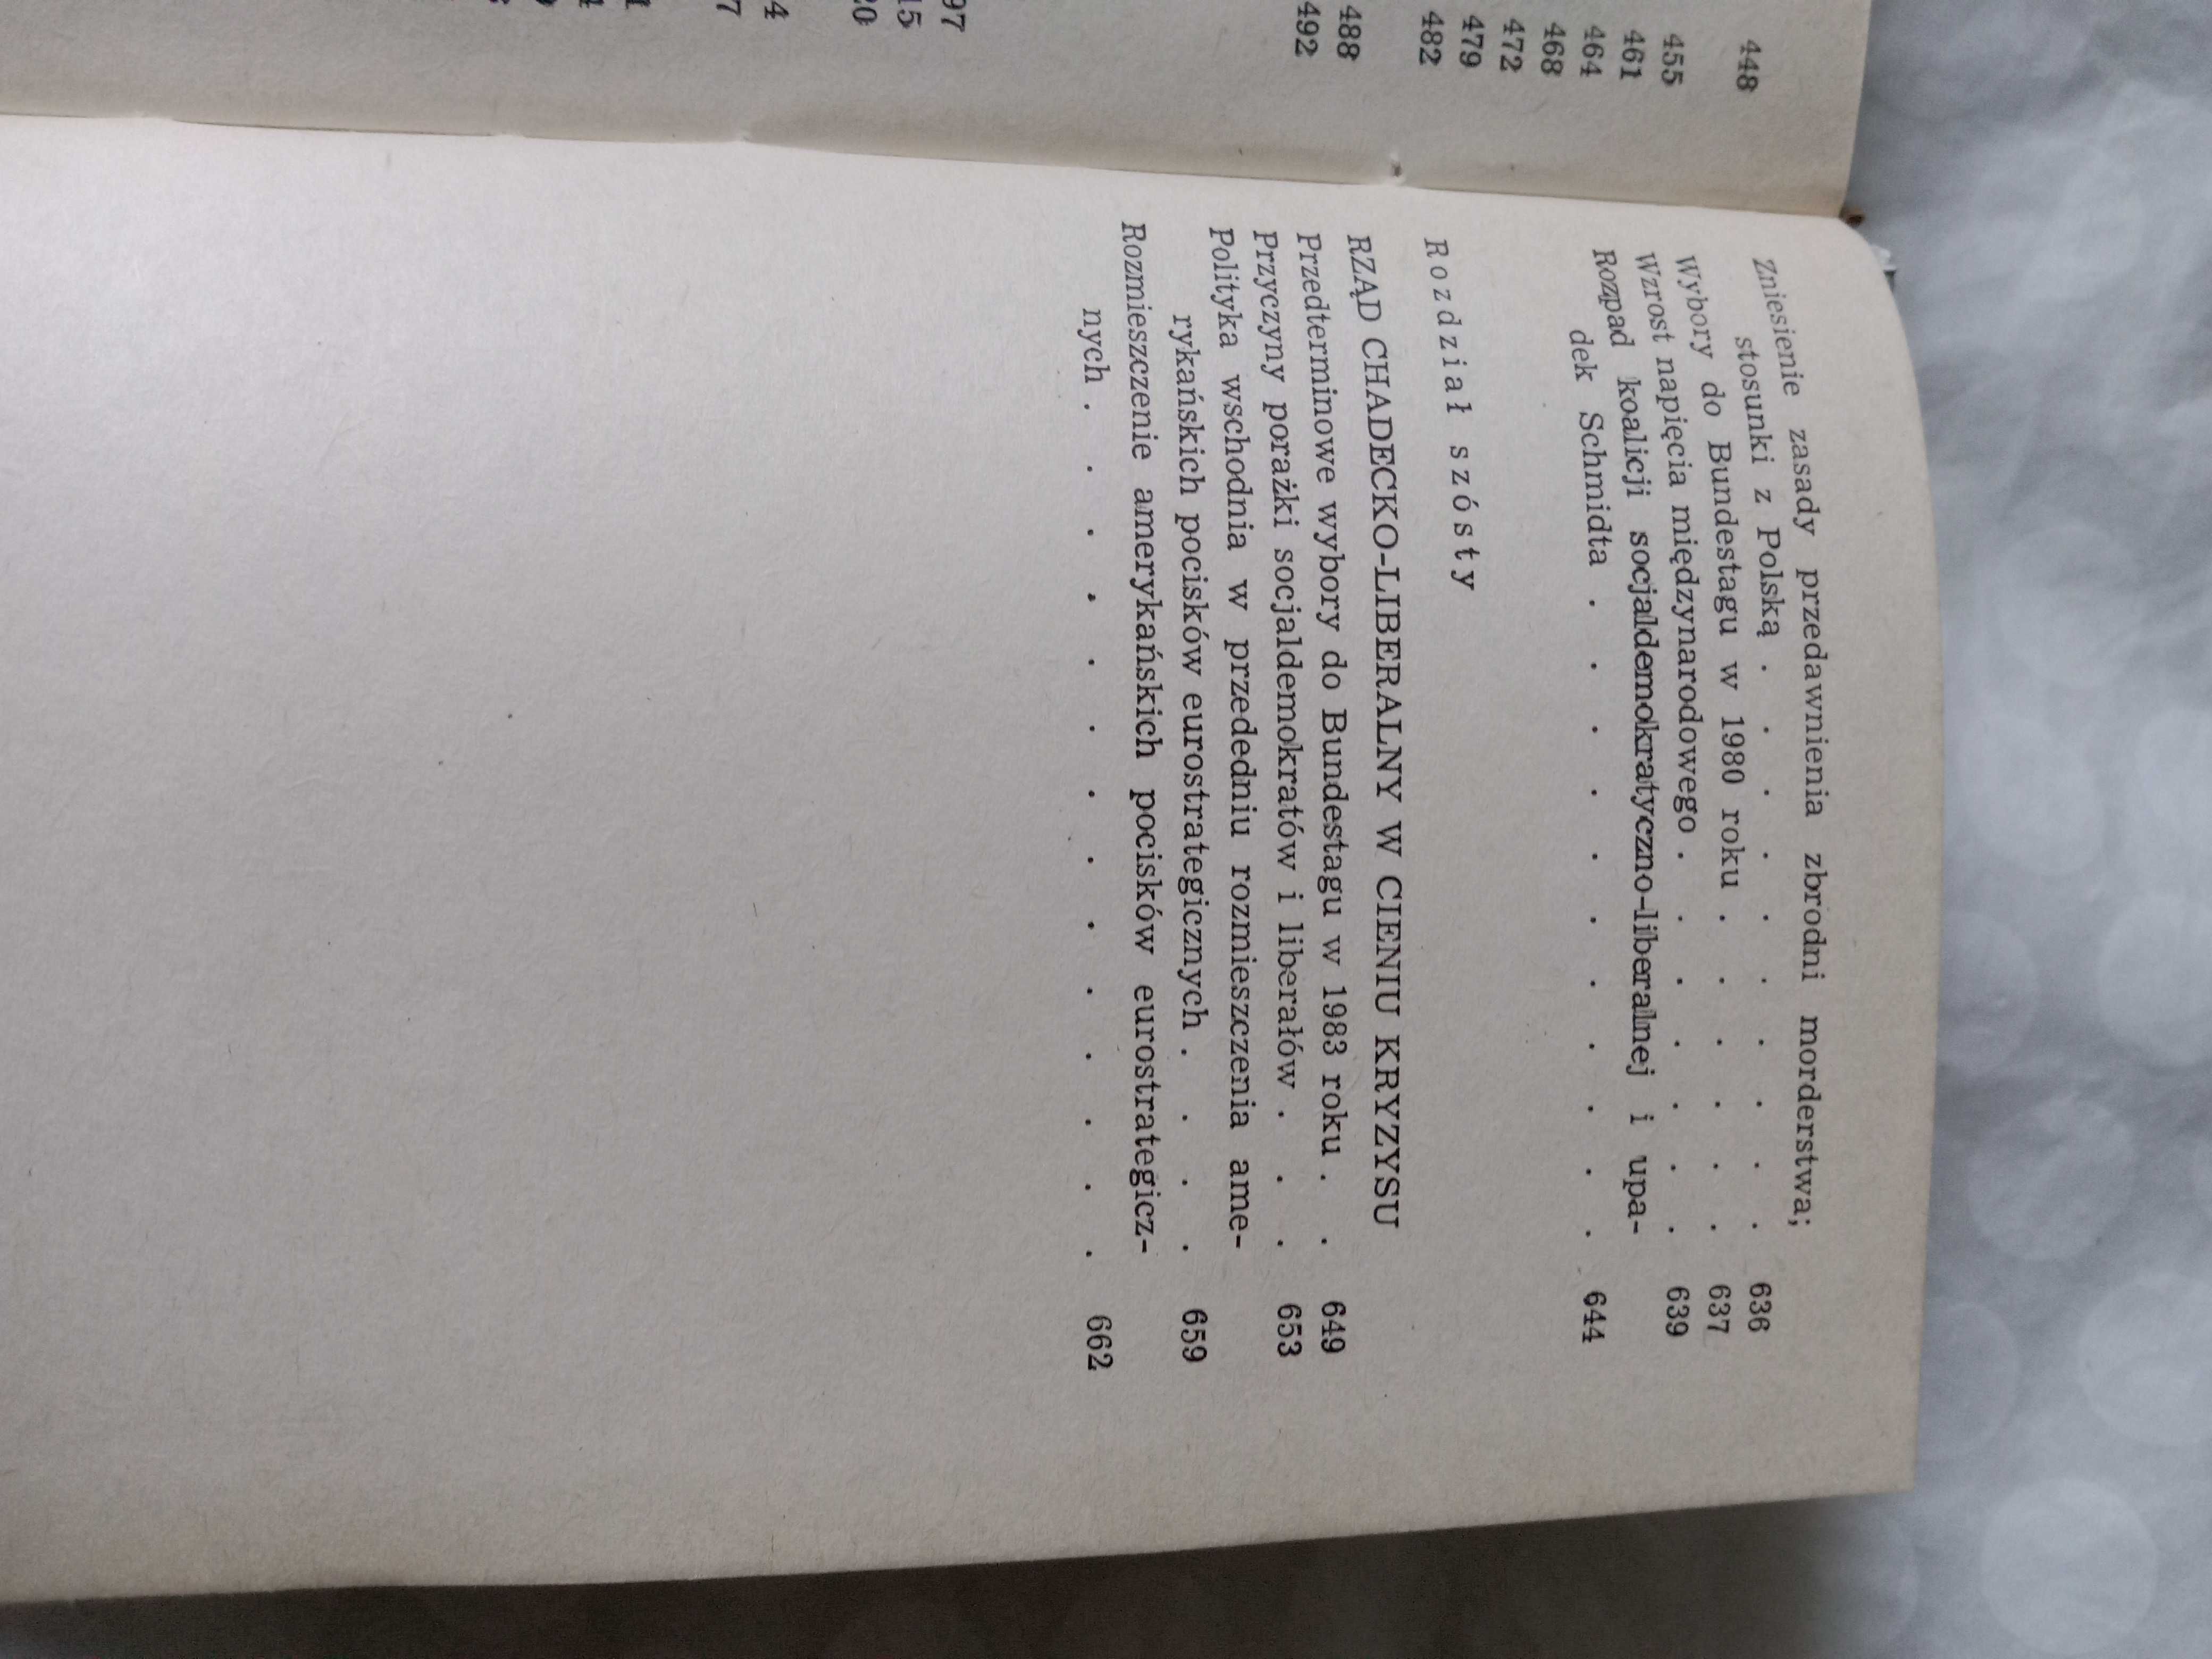 448
455
461
464
468
472
479
482
488
492
Zniesienie zasady przedawnienia zbrodni morderstwa;
stosunki z Polską . . . . . . . . . . 636
Wybory do Bundestagu w 1980 roku . . . . . . 637
Wzrost napięcia międzynarodowego . . . . . . . 639
Rozpad koalicji socjaldemokratyczno-liberalnej i upa-
dek Schmidta . . . . . . . . . . . 644
Rozdział szósty
RZĄD CHADECKO-LIBERALNY W CIENIU KRYZYSU
Przedterminowe wybory do Bundestagu w 1983 roku . . 649
Przyczyny porażki socjaldemokratów i liberałów . . . 653
Polityka wschodnia w przededniu rozmieszczenia ame-
rykańskich pocisków eurostrategicznych . . . . 659
Rozmieszczenie amerykańskich pocisków eurostrategicz-
nych . . . . . . . . . . . . . . 662